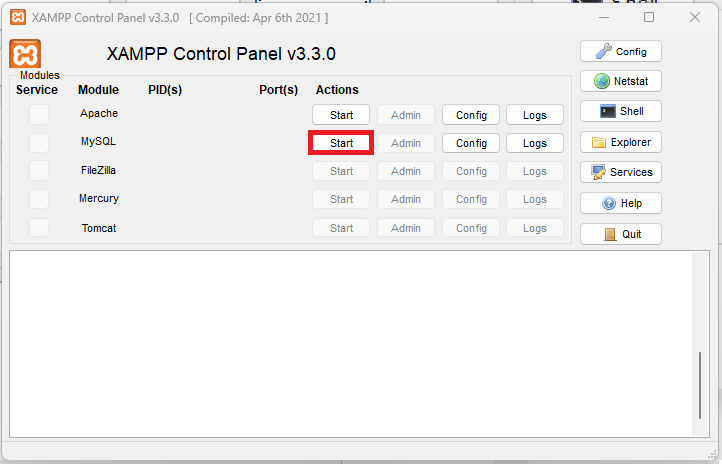 XAMPP Control Panel v3.3.0 [ Compiled: Apr 6th 2021 ]
XAMPP Control Panel v3.3.0
Modules
Service Module PID(s) Port(s) Actions
Apache Start Admin Config Logs
MySQL Start Admin Config Logs
FileZilla Start Admin Config Logs
Mercury Start Admin Config Logs
Tomcat Start Admin Config Logs
Config
Netstat
Shell
Explorer
Services
Help
Quit